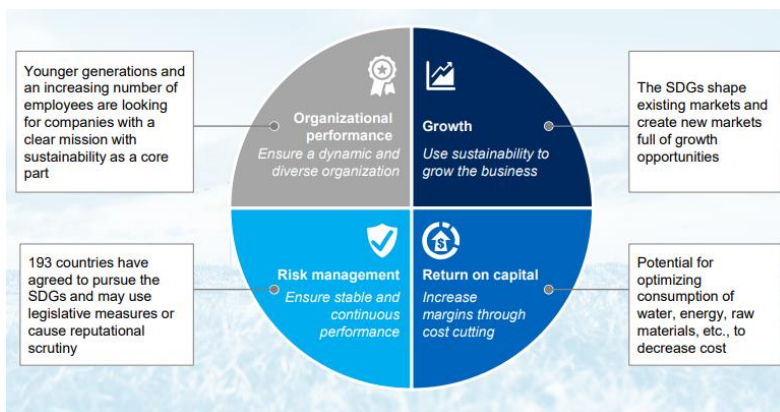 Younger generations and
an increasing number of
employees are looking
for companies with a
clear mission with
sustainability as a core
part
Organizational
performance
Ensure a dynamic and
diverse organization
Growth
Use sustainability to
grow the business
The SDGs shape
existing markets and
create new markets
full of growth
opportunities
193 countries have
agreed to pursue the
SDGs and may use
legislative measures or
cause reputational
scrutiny
Risk management
Ensure stable and
continuous
performance
Return on capital
Increase
margins through
cost cutting
Potential for
optimizing
consumption of
water, energy, raw
materials, etc., to
decrease cost